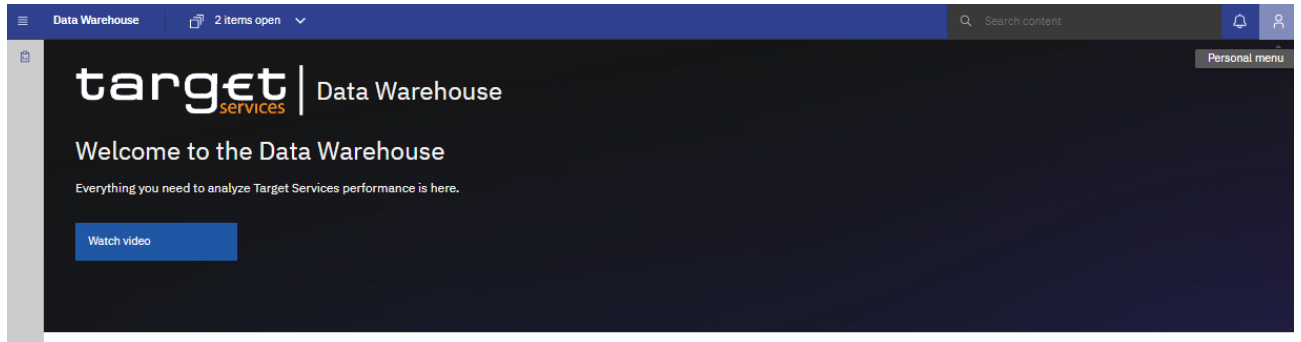 Data Warehouse
2 items open
Search content
Personal menu
target
services
Data Warehouse
Welcome to the Data Warehouse
Everything you need to analyze Target Services performance is here.
Watch video